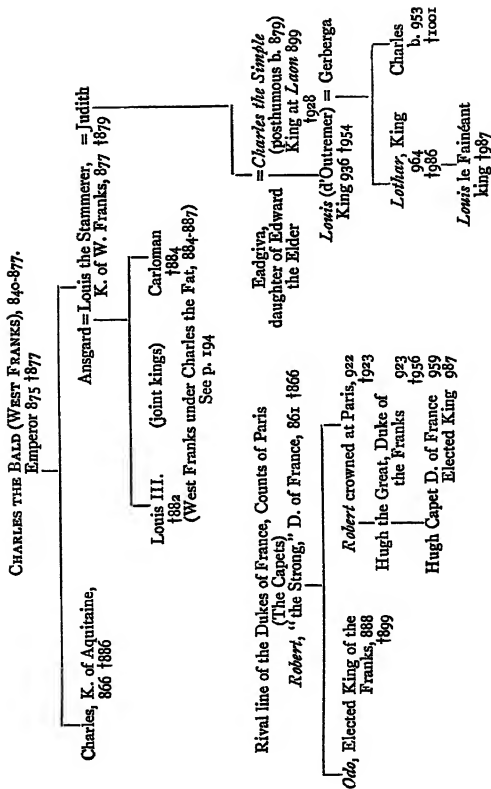 CHARLES THE BALD (WEST FRANKS), 840-877.
Emperor 875 †877
Charles, K. of Aquitaine,
866 †886
Ansgard = Louis the Stammerer, = Judith
K. of W. Franks, 877 †879
Louis III. (joint kings) Carloman
†882 †884
(West Franks under Charles the Fat, 884-887)
See p. 194
Eadgiva, = Charles the Simple
daughter of Edward (posthumous b. 879)
the Elder King at Laon 899
†928
Louis (d'Outremer) = Gerberga
King 936 †954
Lothar, King Charles
964 b. 953
†986 †1001
Louis le Fainéant
king †987
Rival line of the Dukes of France, Counts of Paris
(The Capets)
Robert, "the Strong," D. of France, 861 †866
Odo, Elected King of the
Franks, 888
†899
Robert crowned at Paris, 922
†923
Hugh the Great, Duke of 923
the Franks †956
Hugh Capet D. of France 959
Elected King 987